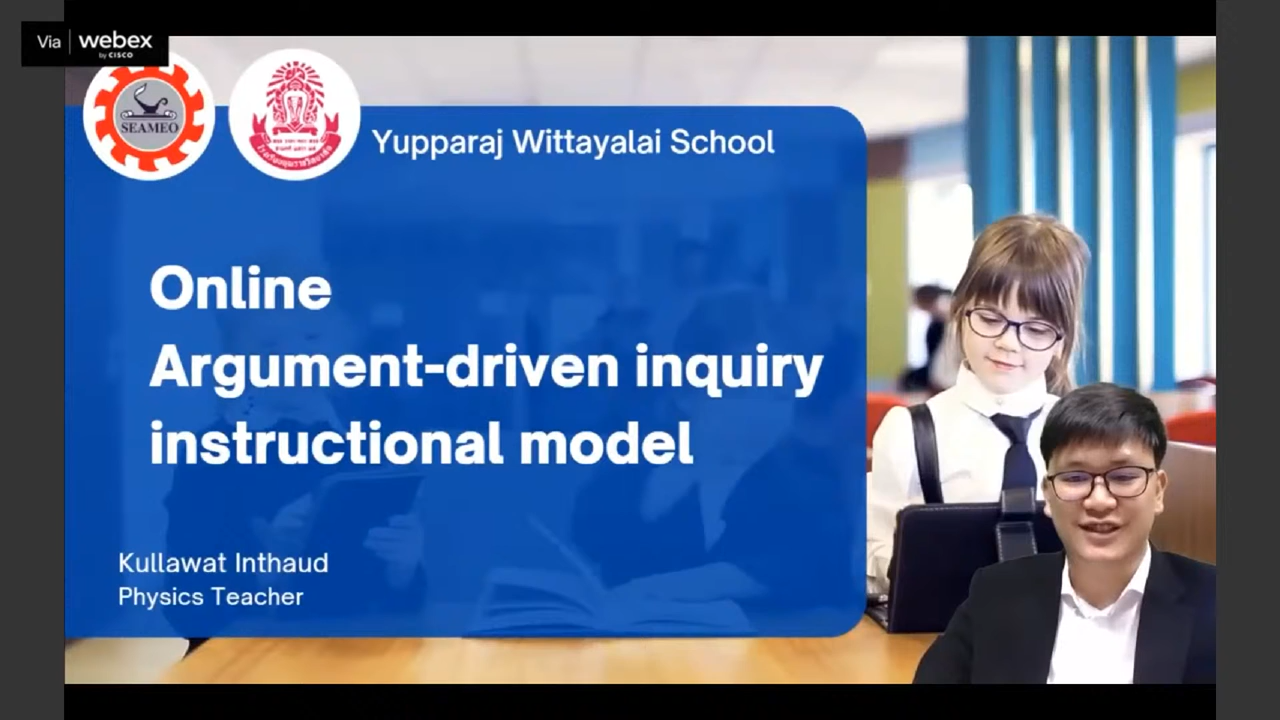 Via webex
by CISCO
SEAMEO
Yupparaj Wittayalai School
Online
Argument-driven inquiry
instructional model
Kullawat Inthaud
Physics Teacher